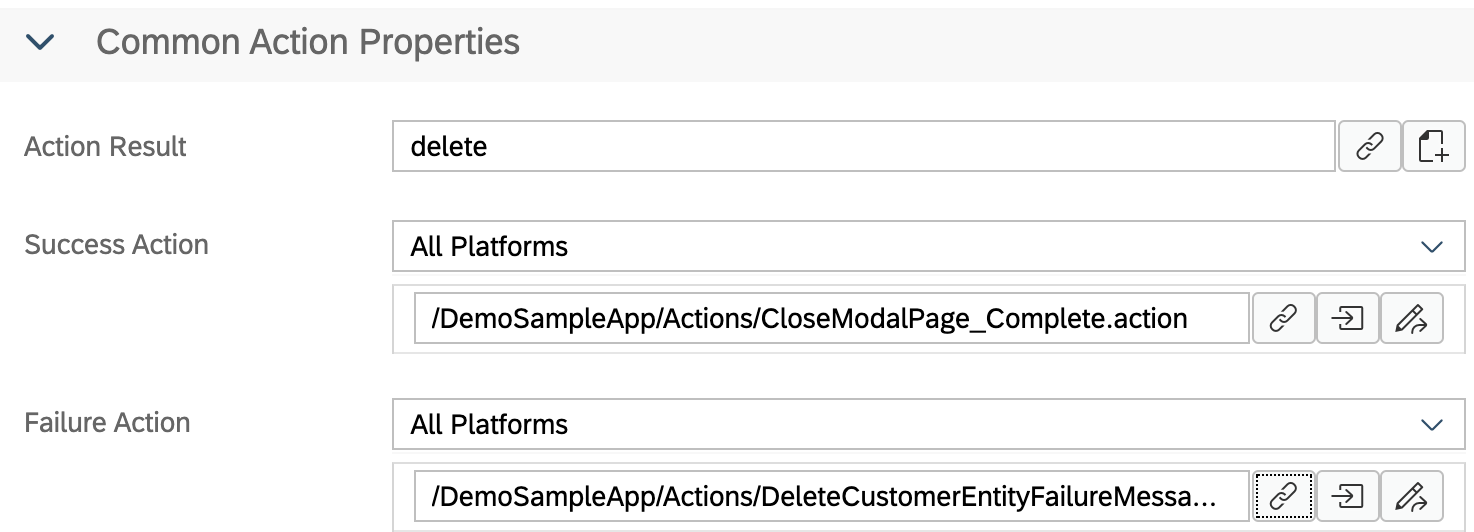 Common Action Properties
Action Result
delete
Success Action
All Platforms
/DemoSampleApp/Actions/CloseModalPage_Complete.action
Failure Action
All Platforms
/DemoSampleApp/Actions/DeleteCustomerEntityFailureMessa...